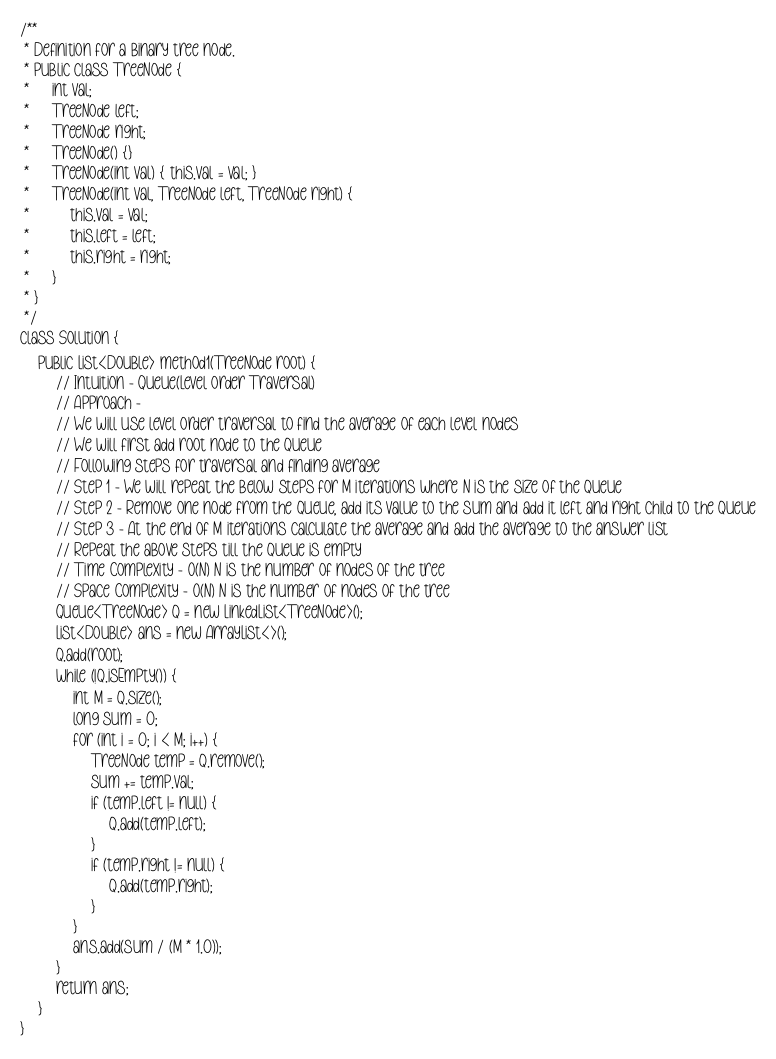 /**
 * Definition for a binary tree node.
 * public class TreeNode {
 *     int val;
 *     TreeNode left;
 *     TreeNode right;
 *     TreeNode() {}
 *     TreeNode(int val) { this.val = val; }
 *     TreeNode(int val, TreeNode left, TreeNode right) {
 *         this.val = val;
 *         this.left = left;
 *         this.right = right;
 *     }
 * }
 */
class Solution {
    public List<Double> method1(TreeNode root) {
        // Intuition - Queue(Level Order Traversal)
        // Approach -
        // We will use level order traversal to find the average of each level nodes
        // We will first add root node to the queue
        // Following steps for traversal and finding average
        // Step 1 - We will repeat the below steps for M iterations where N is the size of the queue
        // Step 2 - Remove one node from the queue, add its value to the sum and add it left and right child to the queue
        // Step 3 - At the end of M iterations calculate the average and add the average to the answer list
        // Repeat the above steps till the queue is empty
        // Time Complexity - O(N) N is the number of nodes of the tree
        // Space Complexity - O(N) N is the number of nodes of the tree
        Queue<TreeNode> Q = new LinkedList<TreeNode>();
        List<Double> ans = new ArrayList<>();
        Q.add(root);
        while (!Q.isEmpty()) {
            int M = Q.size();
            long sum = 0;
            for (int i = 0; i < M; i++) {
                TreeNode temp = Q.remove();
                sum += temp.val;
                if (temp.left != null) {
                    Q.add(temp.left);
                }
                if (temp.right != null) {
                    Q.add(temp.right);
                }
            }
            ans.add(sum / (M * 1.0));
        }
        return ans;
    }
}